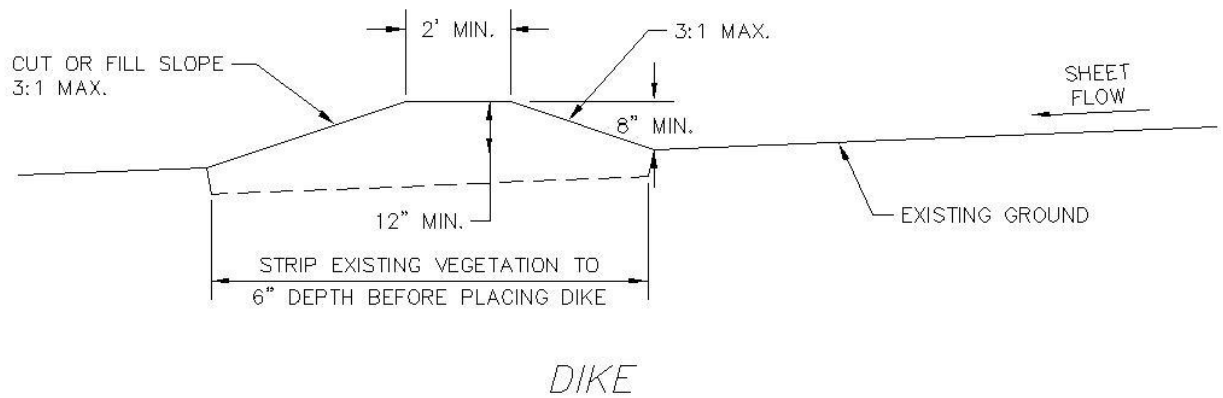 2' MIN.
3:1 MAX.
CUT OR FILL SLOPE
3:1 MAX.
SHEET
FLOW
8" MIN.
12" MIN.
EXISTING GROUND
STRIP EXISTING VEGETATION TO
6" DEPTH BEFORE PLACING DIKE
DIKE